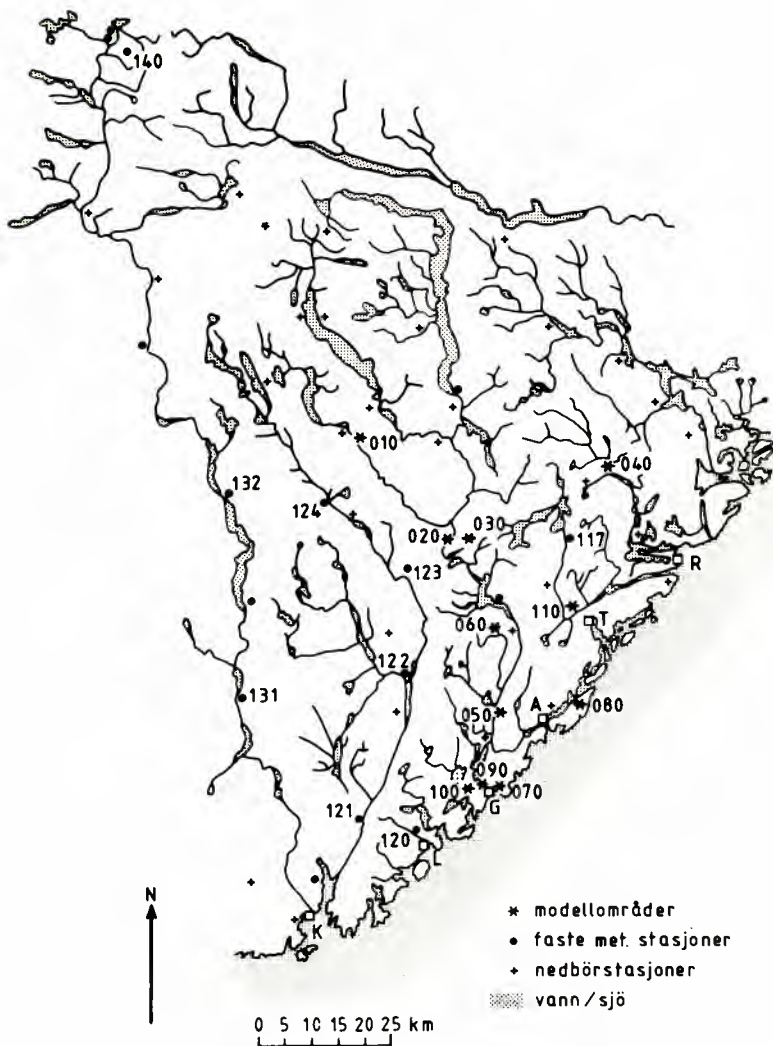 140
010
040
132
124
020
030
117
123
R
110
060
T
122
131
050
A
080
090
100
070
G
121
120
L
K
N
* modellområder
• faste met. stasjoner
+ nedbörstasjoner
vann/sjö
0 5 10 15 20 25 km